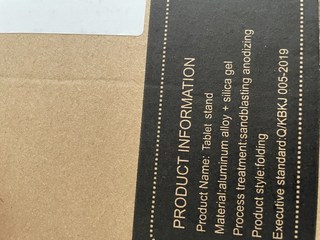 PRODUCT INFORMATION
Product Name: Tablet stand
Material:aluminum alloy + silica gel
Process treatment:sandblasting anodizing
Product style:folding
Executive standard:Q/KBKJ 005-2019